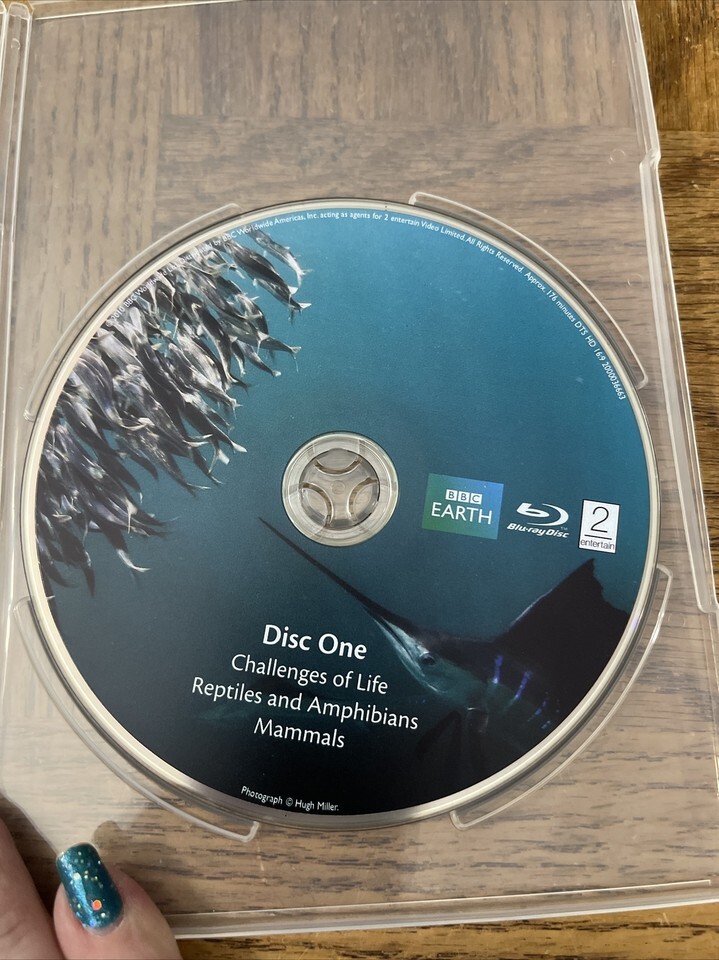 BBC Worldwide Americas, Inc. acting as agents for 2 entertain Video Limited. All Rights Reserved. Approx. 176 minutes DTS HD 16:9 2000036663
BBC
EARTH
Blu-ray Disc
TM
2
entertain
Disc One
Challenges of Life
Reptiles and Amphibians
Mammals
Photograph © Hugh Miller.